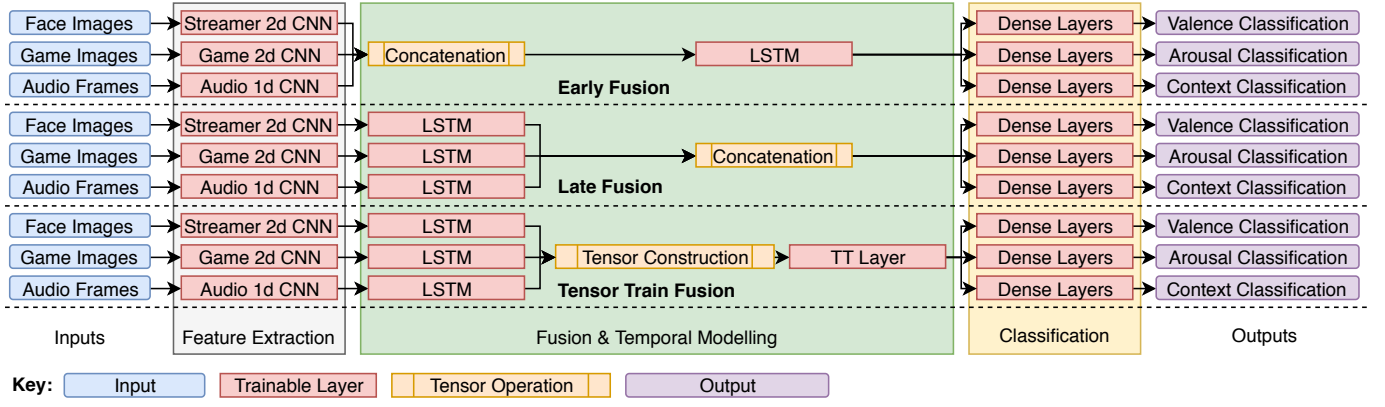 Face Images Streamer 2d CNN Dense Layers Valence Classification
Game Images Game 2d CNN Concatenation LSTM Dense Layers Arousal Classification
Audio Frames Audio 1d CNN Early Fusion Dense Layers Context Classification
Face Images Streamer 2d CNN LSTM Dense Layers Valence Classification
Game Images Game 2d CNN LSTM Concatenation Dense Layers Arousal Classification
Audio Frames Audio 1d CNN LSTM Late Fusion Dense Layers Context Classification
Face Images Streamer 2d CNN LSTM Dense Layers Valence Classification
Game Images Game 2d CNN LSTM Tensor Construction TT Layer Dense Layers Arousal Classification
Audio Frames Audio 1d CNN LSTM Tensor Train Fusion Dense Layers Context Classification
Inputs Feature Extraction Fusion & Temporal Modelling Classification Outputs
Key: Input Trainable Layer Tensor Operation Output